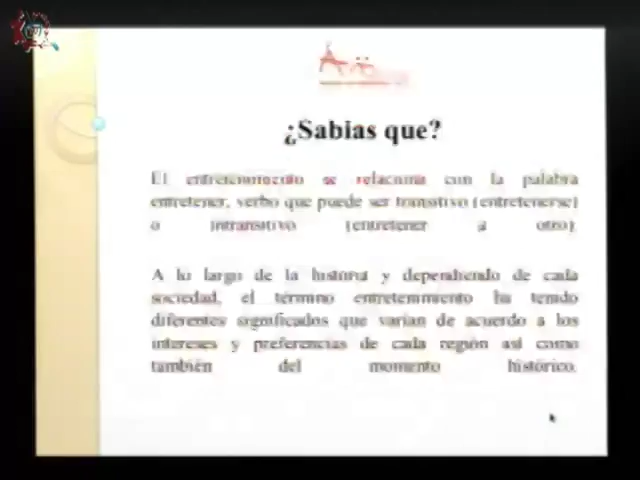 ¿Sabias que?
El entretenimiento se relaciona con la palabra
entretener, verbo que puede ser transitivo (entretenerse)
o intransitivo (entretener a otro).
A lo largo de la historia y dependiendo de cada
sociedad, el término entretenimiento ha tenido
diferentes significados que varían de acuerdo a los
intereses y preferencias de cada región así como
también del momento histórico.